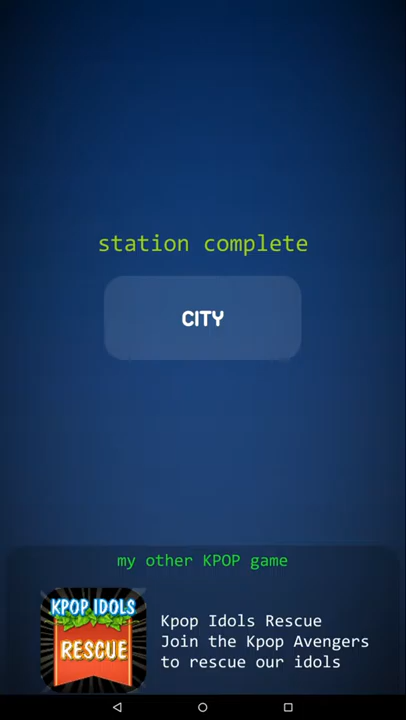 station complete
CITY
my other KPOP game
KPOP IDOLS
RESCUE
Kpop Idols Rescue
Join the Kpop Avengers
to rescue our idols